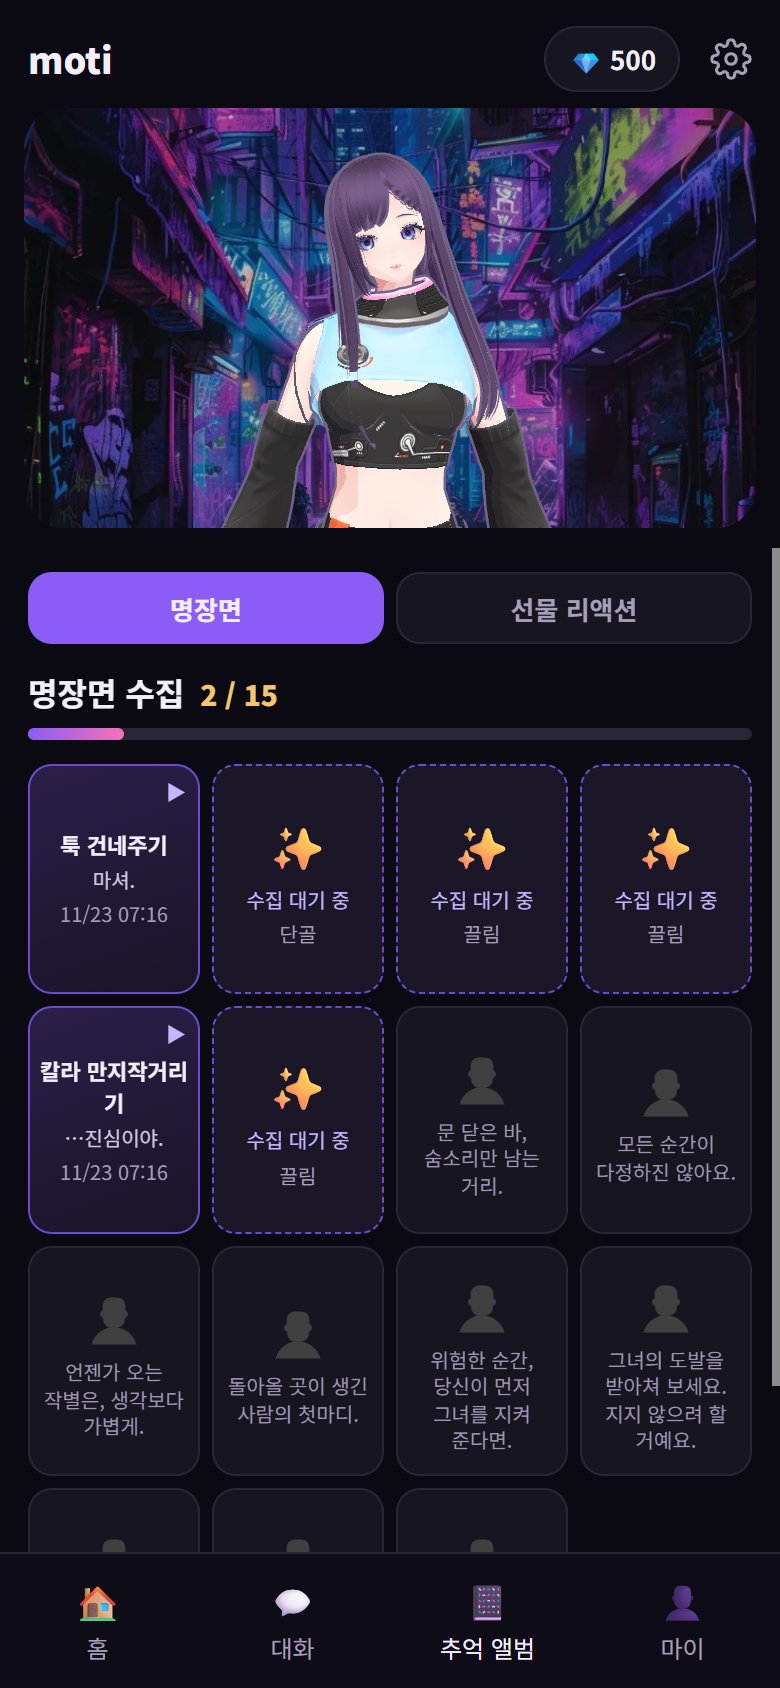 moti
500
명장면
선물 리액션
명장면 수집 2 / 15
툭 건네주기
마셔.
11/23 07:16
수집 대기 중
단골
수집 대기 중
끌림
수집 대기 중
끌림
칼라 만지작거리
기
…진심이야.
11/23 07:16
수집 대기 중
끌림
문 닫은 바,
숨소리만 남는
거리.
모든 순간이
다정하진 않아요.
언젠가 오는
작별은, 생각보다
가볍게.
돌아올 곳이 생긴
사람의 첫마디.
위험한 순간,
당신이 먼저
그녀를 지켜
준다면.
그녀의 도발을
받아쳐 보세요.
지지 않으려 할
거예요.
홈
대화
추억 앨범
마이